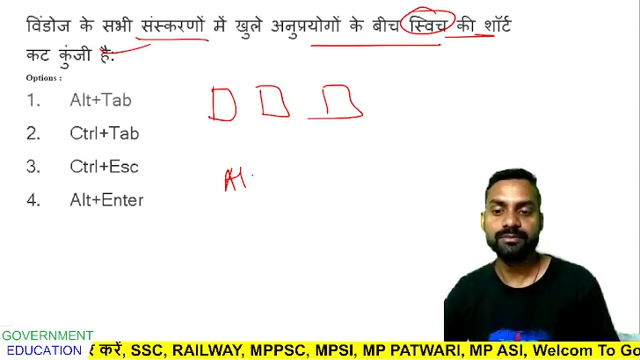 विंडोज के सभी संस्करणों में खुले अनुप्रयोगों के बीच स्विच की शॉर्ट
कट कुंजी है:
Options :
1. Alt+Tab
2. Ctrl+Tab
3. Ctrl+Esc
4. Alt+Enter
GOVERNMENT
EDUCATION
र करें, SSC, RAILWAY, MPPSC, MPSI, MP PATWARI, MP ASI, Welcom To Go